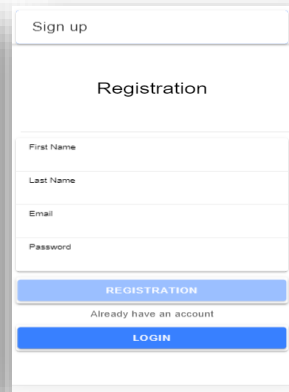 Sign up
Registration
First Name
Last Name
Email
Password
REGISTRATION
Already have an account
LOGIN